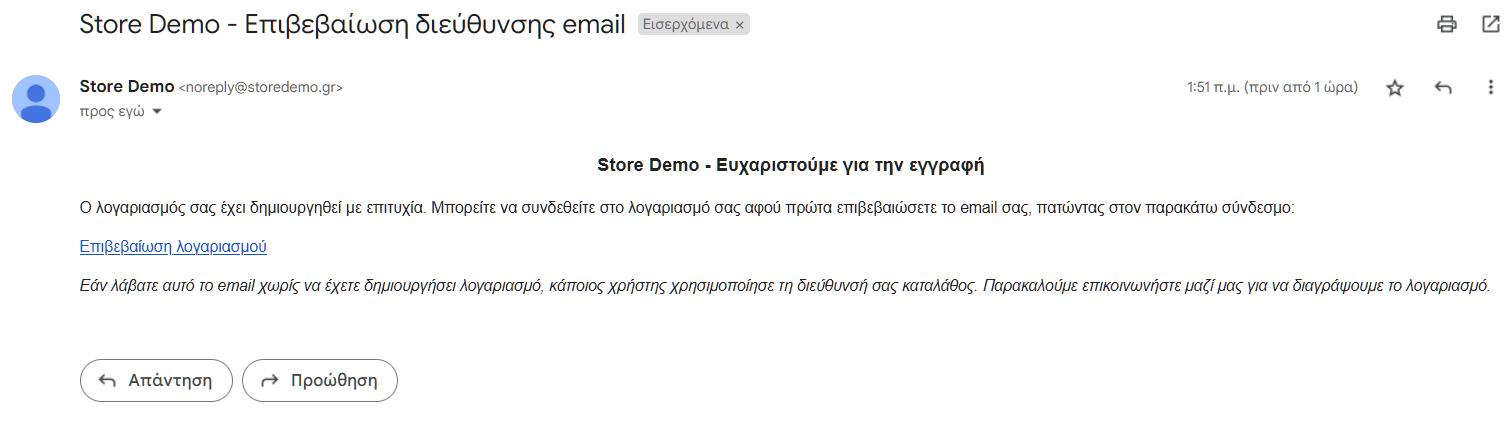 Store Demo - Επιβεβαίωση διεύθυνσης email Εισερχόμενα ×
Store Demo <noreply@storedemo.gr> 1:51 π.μ. (πριν από 1 ώρα)
προς εγώ
Store Demo - Ευχαριστούμε για την εγγραφή
Ο λογαριασμός σας έχει δημιουργηθεί με επιτυχία. Μπορείτε να συνδεθείτε στο λογαριασμό σας αφού πρώτα επιβεβαιώσετε το email σας, πατώντας στον παρακάτω σύνδεσμο:
Επιβεβαίωση λογαριασμού
Εάν λάβατε αυτό το email χωρίς να έχετε δημιουργήσει λογαριασμό, κάποιος χρήστης χρησιμοποίησε τη διεύθυνσή σας καταλάθος. Παρακαλούμε επικοινωνήστε μαζί μας για να διαγράψουμε το λογαριασμό.
Απάντηση Προώθηση